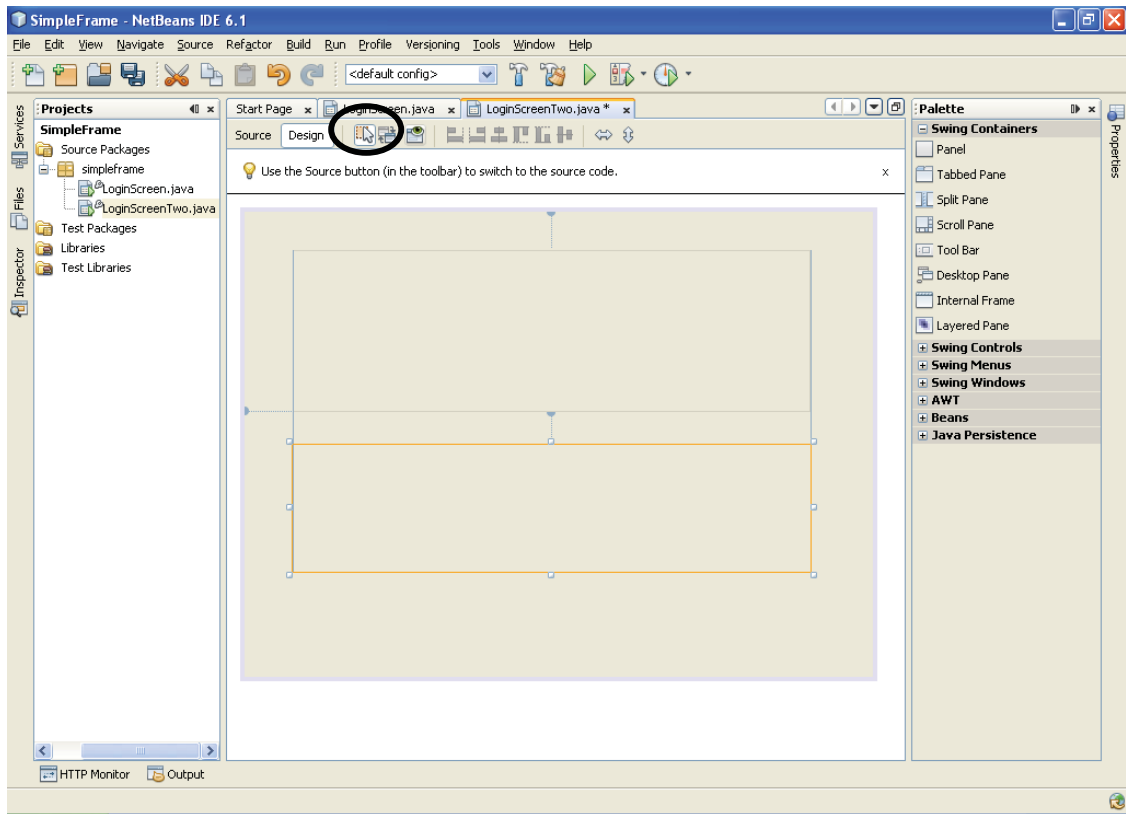 SimpleFrame - NetBeans IDE 6.1
File Edit View Navigate Source Refactor Build Run Profile Versioning Tools Window Help
<default config>
Services
Files
Inspector
Projects
SimpleFrame
Source Packages
simpleframe
LoginScreen.java
LoginScreenTwo.java
Test Packages
Libraries
Test Libraries
Start Page x LoginScreen.java x LoginScreenTwo.java * x
Source Design
Use the Source button (in the toolbar) to switch to the source code. x
Palette
Swing Containers
Panel
Tabbed Pane
Split Pane
Scroll Pane
Tool Bar
Desktop Pane
Internal Frame
Layered Pane
Swing Controls
Swing Menus
Swing Windows
AWT
Beans
Java Persistence
Properties
HTTP Monitor Output